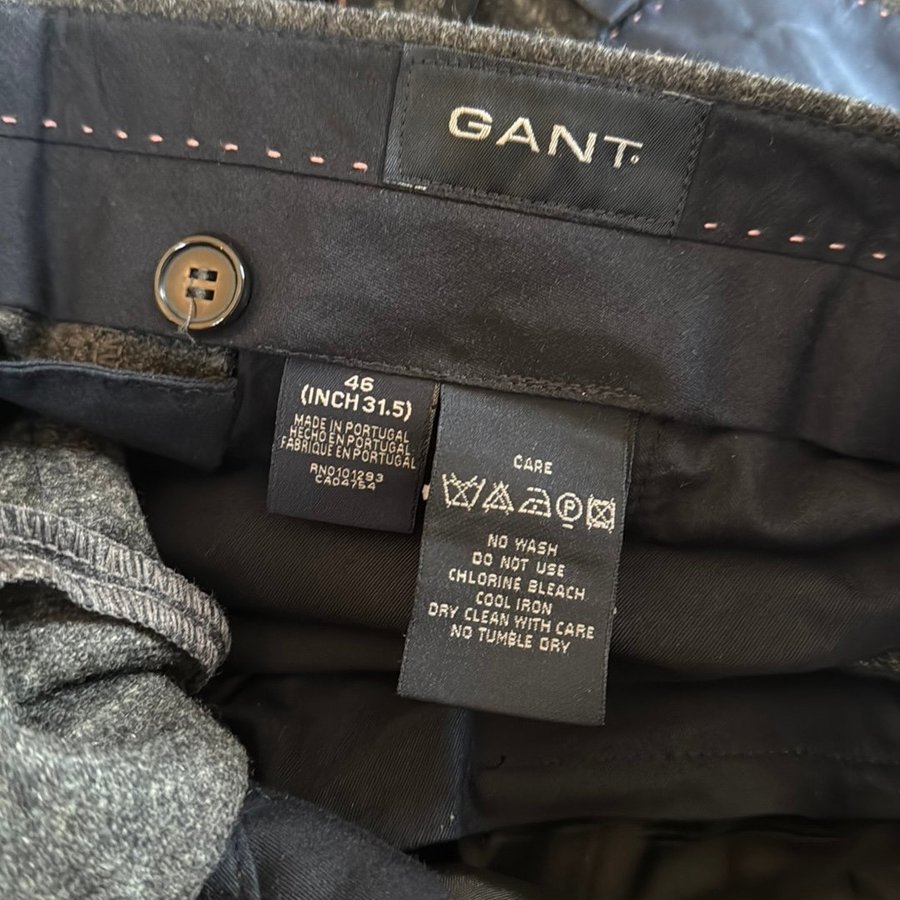 GANT
46
(INCH 31.5)
MADE IN PORTUGAL
HECHO EN PORTUGAL
FABRIQUE EN PORTUGAL
RN0101293
CA04754
CARE
P
NO WASH
DO NOT USE
CHLORINE BLEACH
COOL IRON
DRY CLEAN WITH CARE
NO TUMBLE DRY